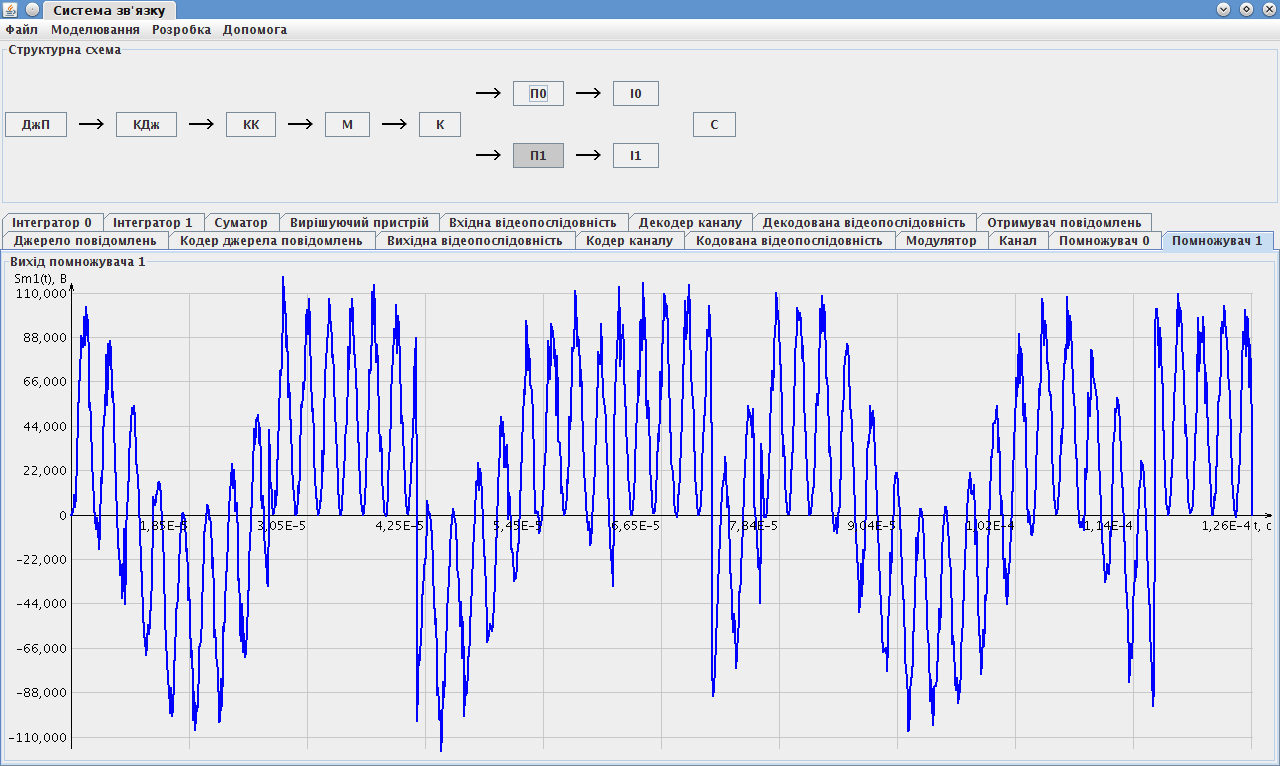 Система зв'язку
Файл Моделювання Розробка Допомога
Структурна схема
П0 І0
ДжП КДж КК М К С
П1 І1
Інтегратор 0 Інтегратор 1 Суматор Вирішуючий пристрій Вхідна відеопослідовність Декодер каналу Декодована відеопослідовність Отримувач повідомлень
Джерело повідомлень Кодер джерела повідомлень Вихідна відеопослідовність Кодер каналу Кодована відеопослідовність Модулятор Канал Помножувач 0 Помножувач 1
Вихід помножувача 1
Sm1(t), В
110,000
88,000
66,000
44,000
22,000
0
1,85E-5 3,05E-5 4,25E-5 5,45E-5 6,65E-5 7,84E-5 9,04E-5 1,02E-4 1,14E-4 1,26E-4 t, c
-22,000
-44,000
-66,000
-88,000
-110,000